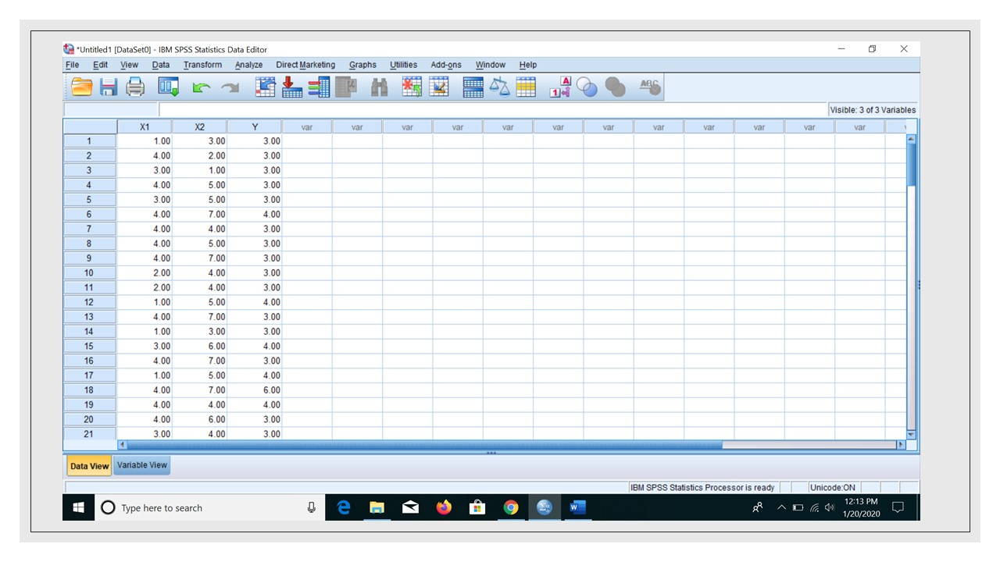 *Untitled1 [DataSet0] - IBM SPSS Statistics Data Editor
File Edit View Data Transform Analyze Direct Marketing Graphs Utilities Add-ons Window Help
A
1
ABC
Visible: 3 of 3 Variables
X1 X2 Y var var var var var var var var var var var var
1 1.00 3.00 3.00
2 4.00 2.00 3.00
3 3.00 1.00 3.00
4 4.00 5.00 3.00
5 3.00 5.00 3.00
6 4.00 7.00 4.00
7 4.00 4.00 3.00
8 4.00 5.00 3.00
9 4.00 7.00 3.00
10 2.00 4.00 3.00
11 2.00 4.00 3.00
12 1.00 5.00 4.00
13 4.00 7.00 3.00
14 1.00 3.00 3.00
15 3.00 6.00 4.00
16 4.00 7.00 3.00
17 1.00 5.00 4.00
18 4.00 7.00 6.00
19 4.00 4.00 4.00
20 4.00 6.00 3.00
21 3.00 4.00 3.00
Data View Variable View
IBM SPSS Statistics Processor is ready Unicode:ON
Type here to search
12:13 PM
1/20/2020